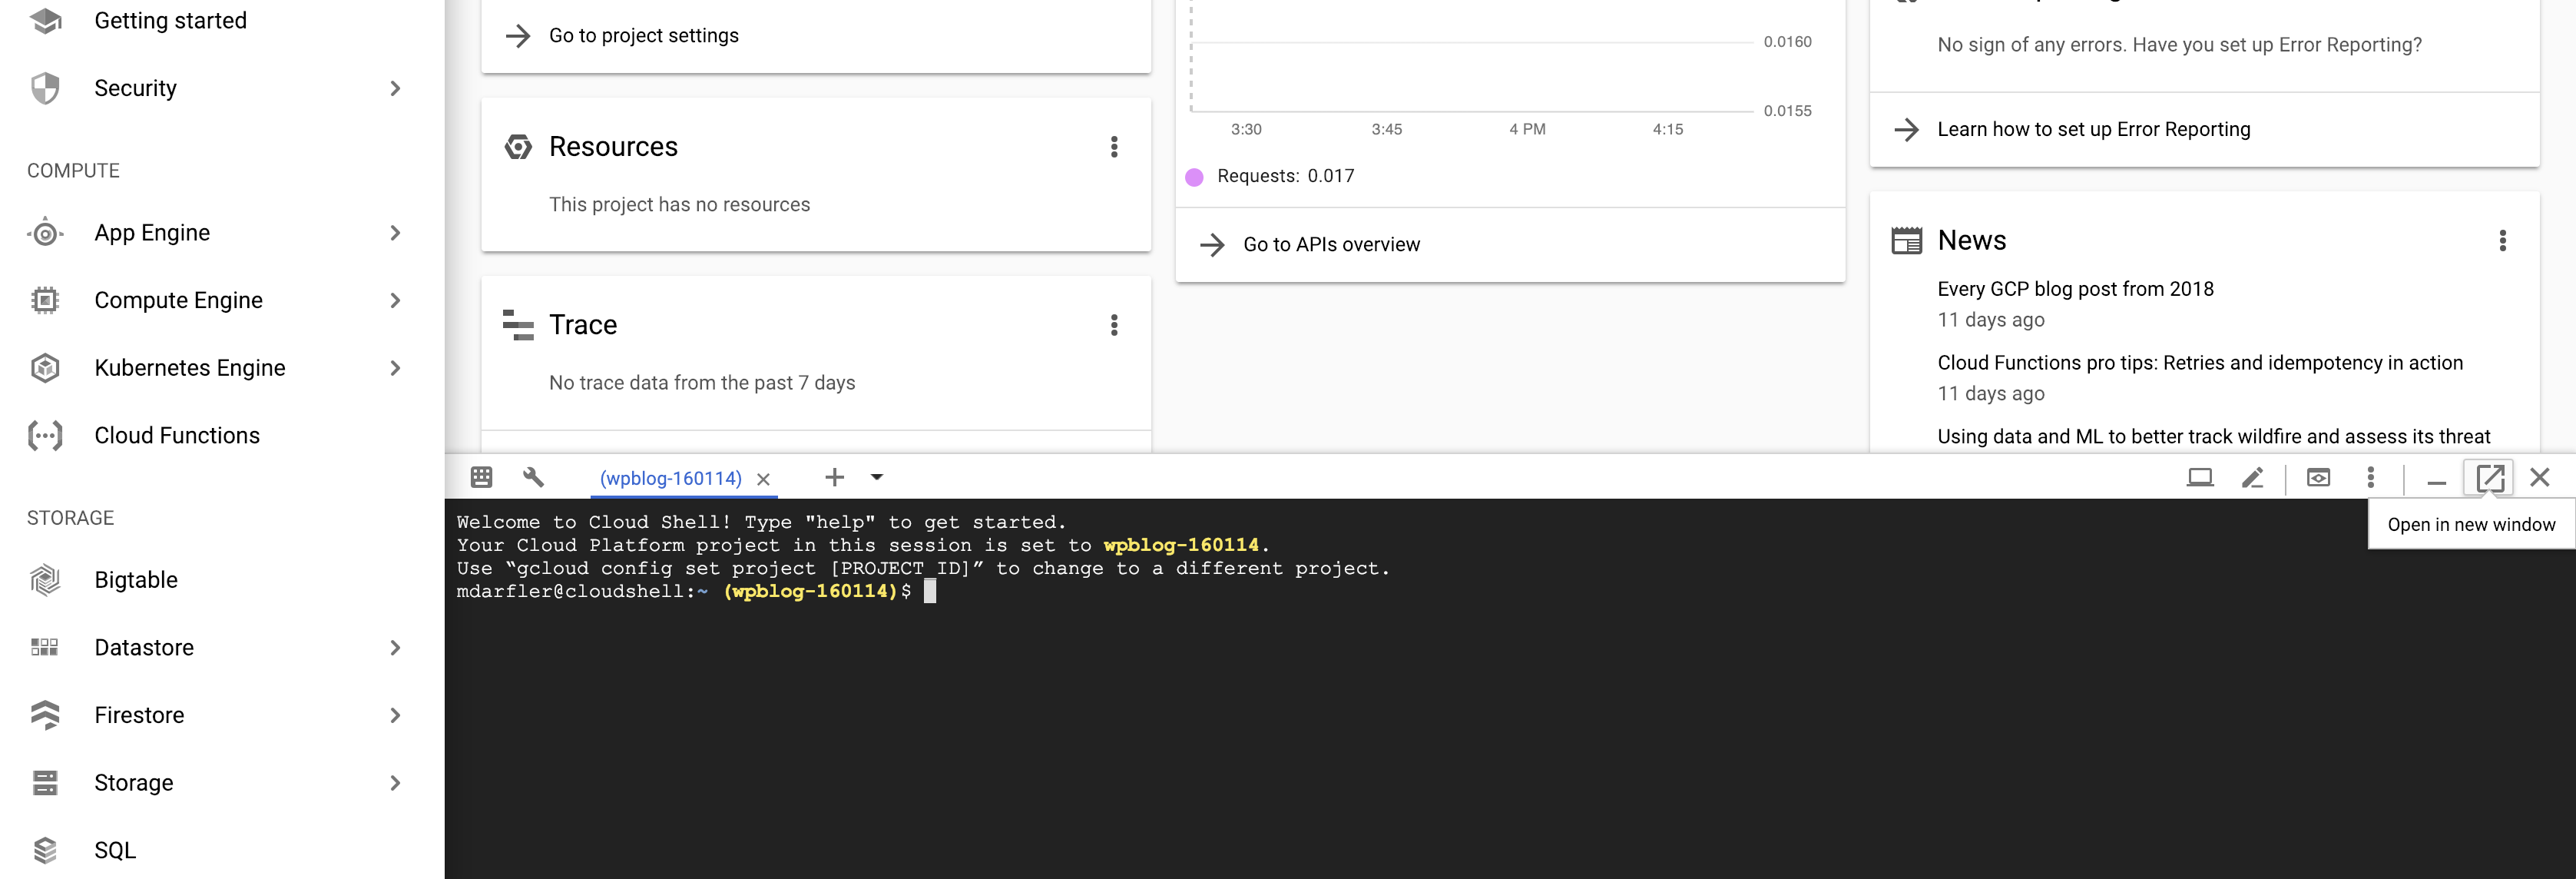 Getting started
Security
COMPUTE
App Engine
Compute Engine
Kubernetes Engine
Cloud Functions
STORAGE
Bigtable
Datastore
Firestore
Storage
SQL
Go to project settings
Resources
This project has no resources
Trace
No trace data from the past 7 days
0.0160
0.0155
3:30 3:45 4 PM 4:15
Requests: 0.017
Go to APIs overview
No sign of any errors. Have you set up Error Reporting?
Learn how to set up Error Reporting
News
Every GCP blog post from 2018
11 days ago
Cloud Functions pro tips: Retries and idempotency in action
11 days ago
Using data and ML to better track wildfire and assess its threat
(wpblog-160114)
Open in new window
Welcome to Cloud Shell! Type "help" to get started.
Your Cloud Platform project in this session is set to wpblog-160114.
Use “gcloud config set project [PROJECT_ID]” to change to a different project.
mdarfler@cloudshell:~ (wpblog-160114)$